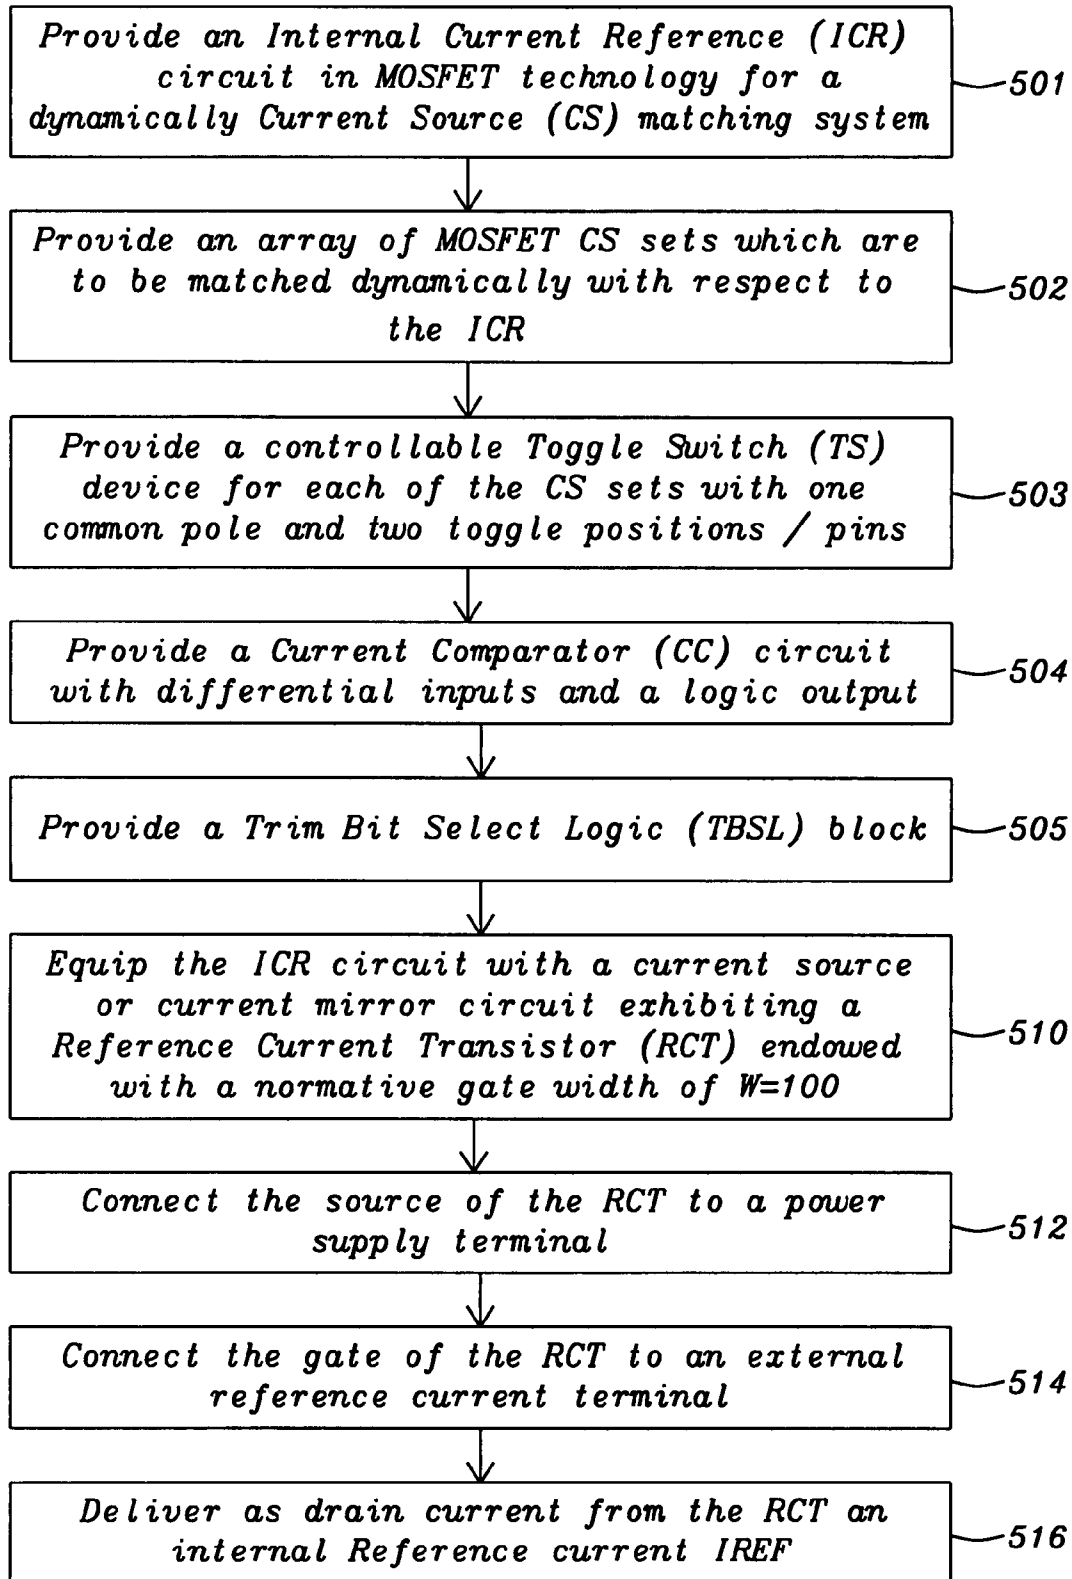 Provide an Internal Current Reference (ICR)
circuit in MOSFET technology for a
dynamically Current Source (CS) matching system
501
Provide an array of MOSFET CS sets which are
to be matched dynamically with respect to
the ICR
502
Provide a controllable Toggle Switch (TS)
device for each of the CS sets with one
common pole and two toggle positions / pins
503
Provide a Current Comparator (CC) circuit
with differential inputs and a logic output
504
Provide a Trim Bit Select Logic (TBSL) block
505
Equip the ICR circuit with a current source
or current mirror circuit exhibiting a
Reference Current Transistor (RCT) endowed
with a normative gate width of W=100
510
Connect the source of the RCT to a power
supply terminal
512
Connect the gate of the RCT to an external
reference current terminal
514
Deliver as drain current from the RCT an
internal Reference current IREF
516